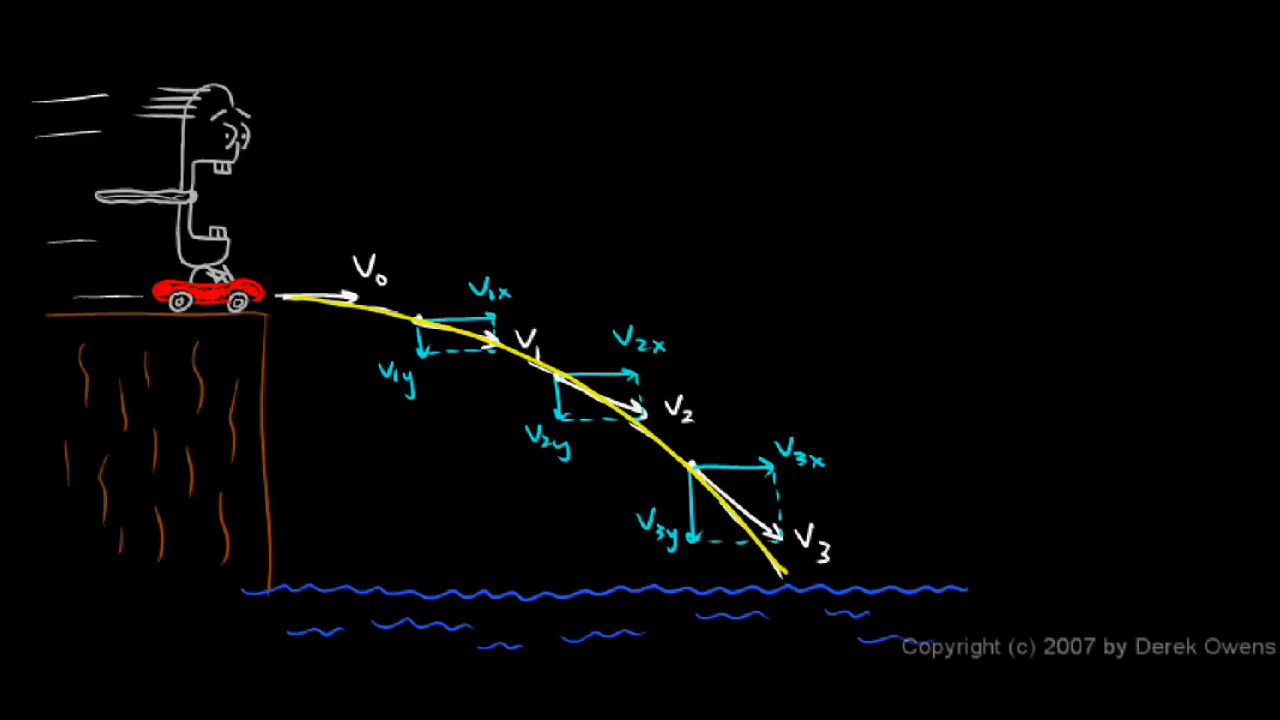 V₀
V₁ₓ
V₁
V₂ₓ
V₁y
V₂
V₂y
V₃ₓ
V₃y
V₃
Copyright (c) 2007 by Derek Owens